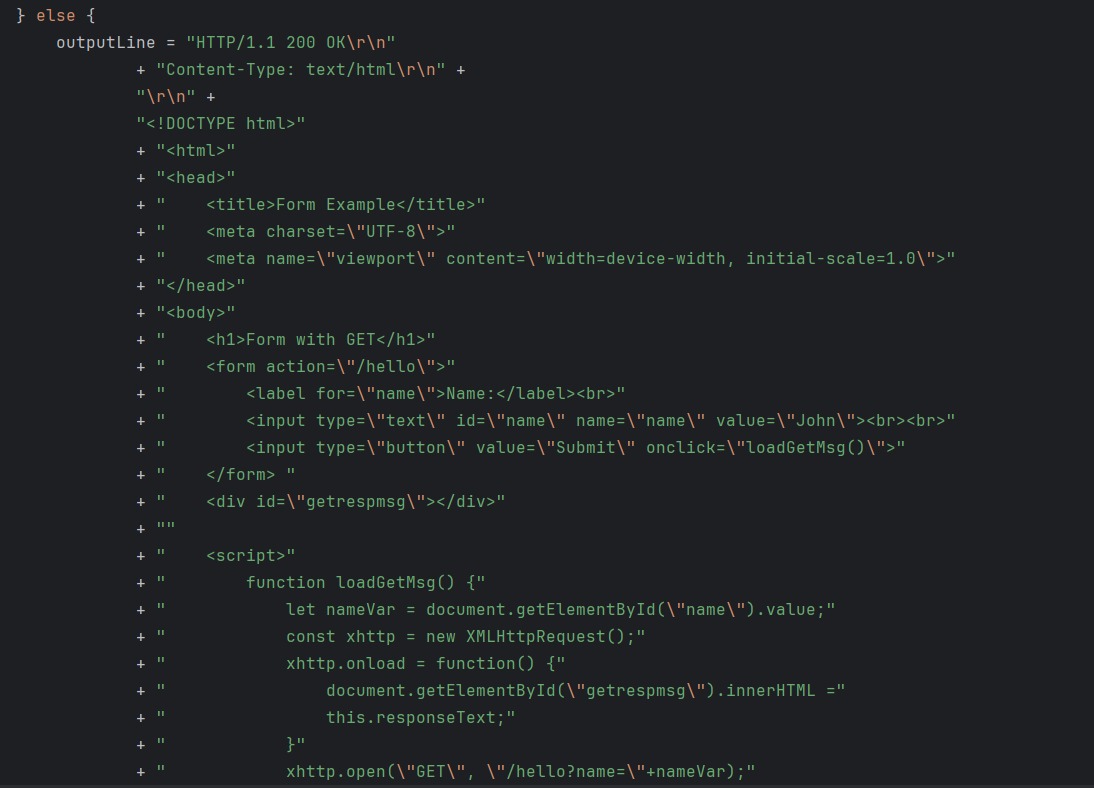 } else {
    outputLine = "HTTP/1.1 200 OK\r\n"
            + "Content-Type: text/html\r\n" +
            "\r\n" +
            "<!DOCTYPE html>"
            + "<html>"
            + "<head>"
            + "    <title>Form Example</title>"
            + "    <meta charset=\"UTF-8\">"
            + "    <meta name=\"viewport\" content=\"width=device-width, initial-scale=1.0\">"
            + "</head>"
            + "<body>"
            + "    <h1>Form with GET</h1>"
            + "    <form action=\"/hello\">"
            + "        <label for=\"name\">Name:</label><br>"
            + "        <input type=\"text\" id=\"name\" name=\"name\" value=\"John\"><br><br>"
            + "        <input type=\"button\" value=\"Submit\" onclick=\"loadGetMsg()\">"
            + "    </form> "
            + "    <div id=\"getrespmsg\"></div>"
            + ""
            + "    <script>"
            + "        function loadGetMsg() {"
            + "            let nameVar = document.getElementById(\"name\").value;"
            + "            const xhttp = new XMLHttpRequest();"
            + "            xhttp.onload = function() {"
            + "                document.getElementById(\"getrespmsg\").innerHTML ="
            + "                this.responseText;"
            + "            }"
            + "            xhttp.open(\"GET\", \"/hello?name=\"+nameVar);"